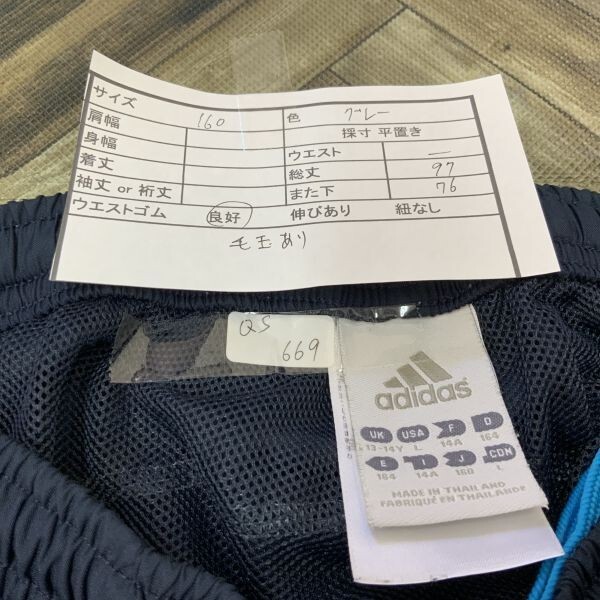 サイズ 160 色 グレー
肩幅 採寸 平置き
身幅 ウエスト ―
着丈 総丈 97
袖丈 or 裄丈 また下 76
ウエストゴム 良好 伸びあり 紐なし
毛玉あり
QS
669
adidas
UK USA F D
13-14Y L 14A 164
E I J CDN
164 14A 160 L
MADE IN THAILAND
FABRIQUÉ EN THAILANDE